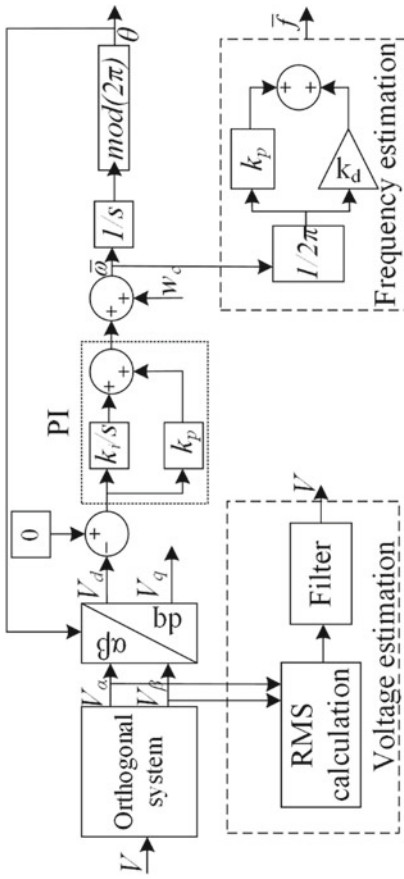 V
Orthogonal
system
V_α
V_β
αβ
dq
V_d
V_q
0
+
−
PI
k_i/s
k_p
+
+
+
+
w_c
ω̅
1/s
mod(2π)
θ
RMS
calculation
Filter
V
Voltage estimation
1/2π
k_p
k_d
+
+
f̅
Frequency estimation